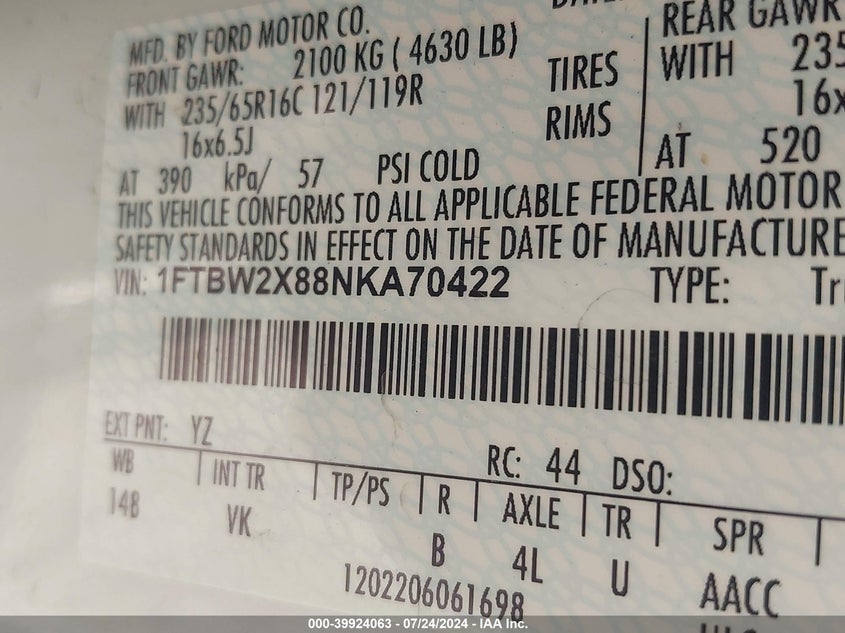 MFD. BY FORD MOTOR CO.
FRONT GAWR: 2100 KG ( 4630 LB)
WITH 235/65R16C 121/119R TIRES
16x6.5J RIMS
AT 390 kPa/ 57 PSI COLD
REAR GAWR
WITH 235
16x
AT 520
THIS VEHICLE CONFORMS TO ALL APPLICABLE FEDERAL MOTOR
SAFETY STANDARDS IN EFFECT ON THE DATE OF MANUFACTURE
VIN: 1FTBW2X88NKA70422 TYPE:
EXT PNT: YZ RC: 44 DSO:
WB INT TR TP/PS R AXLE TR SPR
148 VK B 4L U AACC
1202206061698
000-39924063 - 07/24/2024 - IAA Inc.